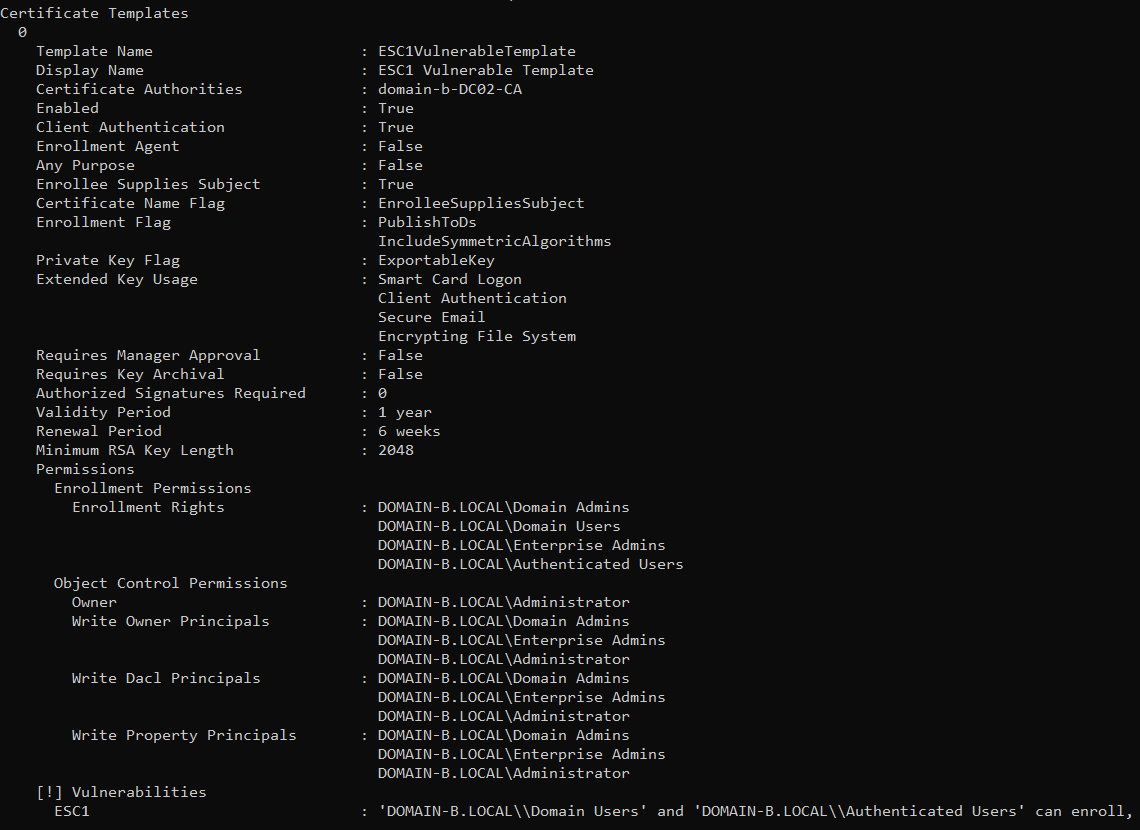 Certificate Templates
0
Template Name : ESC1VulnerableTemplate
Display Name : ESC1 Vulnerable Template
Certificate Authorities : domain-b-DC02-CA
Enabled : True
Client Authentication : True
Enrollment Agent : False
Any Purpose : False
Enrollee Supplies Subject : True
Certificate Name Flag : EnrolleeSuppliesSubject
Enrollment Flag : PublishToDs
IncludeSymmetricAlgorithms
Private Key Flag : ExportableKey
Extended Key Usage : Smart Card Logon
Client Authentication
Secure Email
Encrypting File System
Requires Manager Approval : False
Requires Key Archival : False
Authorized Signatures Required : 0
Validity Period : 1 year
Renewal Period : 6 weeks
Minimum RSA Key Length : 2048
Permissions
Enrollment Permissions
Enrollment Rights : DOMAIN-B.LOCAL\Domain Admins
DOMAIN-B.LOCAL\Domain Users
DOMAIN-B.LOCAL\Enterprise Admins
DOMAIN-B.LOCAL\Authenticated Users
Object Control Permissions
Owner : DOMAIN-B.LOCAL\Administrator
Write Owner Principals : DOMAIN-B.LOCAL\Domain Admins
DOMAIN-B.LOCAL\Enterprise Admins
DOMAIN-B.LOCAL\Administrator
Write Dacl Principals : DOMAIN-B.LOCAL\Domain Admins
DOMAIN-B.LOCAL\Enterprise Admins
DOMAIN-B.LOCAL\Administrator
Write Property Principals : DOMAIN-B.LOCAL\Domain Admins
DOMAIN-B.LOCAL\Enterprise Admins
DOMAIN-B.LOCAL\Administrator
[!] Vulnerabilities
ESC1 : 'DOMAIN-B.LOCAL\\Domain Users' and 'DOMAIN-B.LOCAL\\Authenticated Users' can enroll,